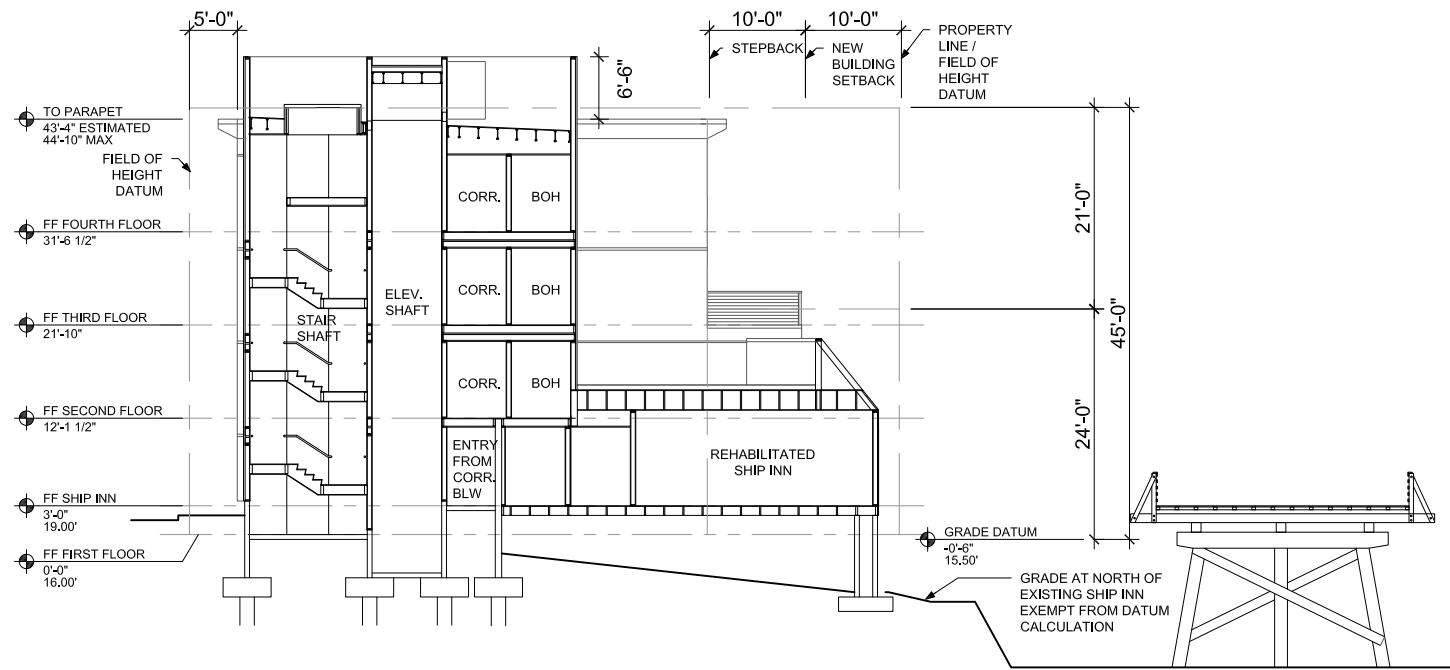 5'-0"
10'-0"
10'-0"
STEPBACK
NEW
BUILDING
SETBACK
PROPERTY
LINE /
FIELD OF
HEIGHT
DATUM
6'-6"
TO PARAPET
43'-4" ESTIMATED
44'-10" MAX
FIELD OF
HEIGHT
DATUM
CORR.
BOH
21'-0"
FF FOURTH FLOOR
31'-6 1/2"
ELEV.
SHAFT
CORR.
BOH
STAIR
SHAFT
FF THIRD FLOOR
21'-10"
45'-0"
CORR.
BOH
24'-0"
FF SECOND FLOOR
12'-1 1/2"
ENTRY
FROM
CORR.
BLW
REHABILITATED
SHIP INN
FF SHIP INN
3'-0"
19.00'
GRADE DATUM
-0'-6"
15.50'
FF FIRST FLOOR
0'-0"
16.00'
GRADE AT NORTH OF
EXISTING SHIP INN
EXEMPT FROM DATUM
CALCULATION